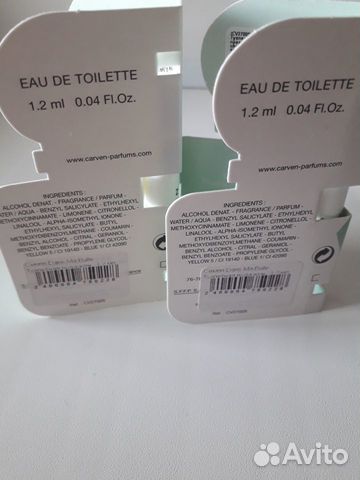 EAU DE TOILETTE
1.2 ml 0.04 Fl.Oz.
www.carven-parfums.com
INGREDIENTS :
ALCOHOL DENAT - FRAGRANCE / PARFUM -
WATER / AQUA - BENZYL SALICYLATE - ETHYLHEXYL
METHOXYCINNAMATE - LIMONENE - CITRONELLOL -
LINALOOL - ALPHA-ISOMETHYL IONONE -
ETHYLHEXYL SALICYLATE - BUTYL
METHOXYDIBENZOYLMETHANE - COUMARIN -
BENZYL ALCOHOL - CITRAL - GERANIOL -
BENZYL BENZOATE - PROPYLENE GLYCOL -
YELLOW 5 / CI 19140 - BLUE 1/ CI 42090
EAU DE TOILETTE
1.2 ml 0.04 Fl.Oz.
www.carven-parfums.com
INGREDIENTS :
ALCOHOL DENAT - FRAGRANCE / PARFUM -
WATER / AQUA - BENZYL SALICYLATE - ETHYLHEXYL
METHOXYCINNAMATE - LIMONENE - CITRONELLOL -
LINALOOL - ALPHA-ISOMETHYL IONONE -
ETHYLHEXYL SALICYLATE - BUTYL
METHOXYDIBENZOYLMETHANE - COUMARIN -
BENZYL ALCOHOL - CITRAL - GERANIOL -
BENZYL BENZOATE - PROPYLENE GLYCOL -
YELLOW 5 / CI 19140 - BLUE 1 / CI 42090
Avito